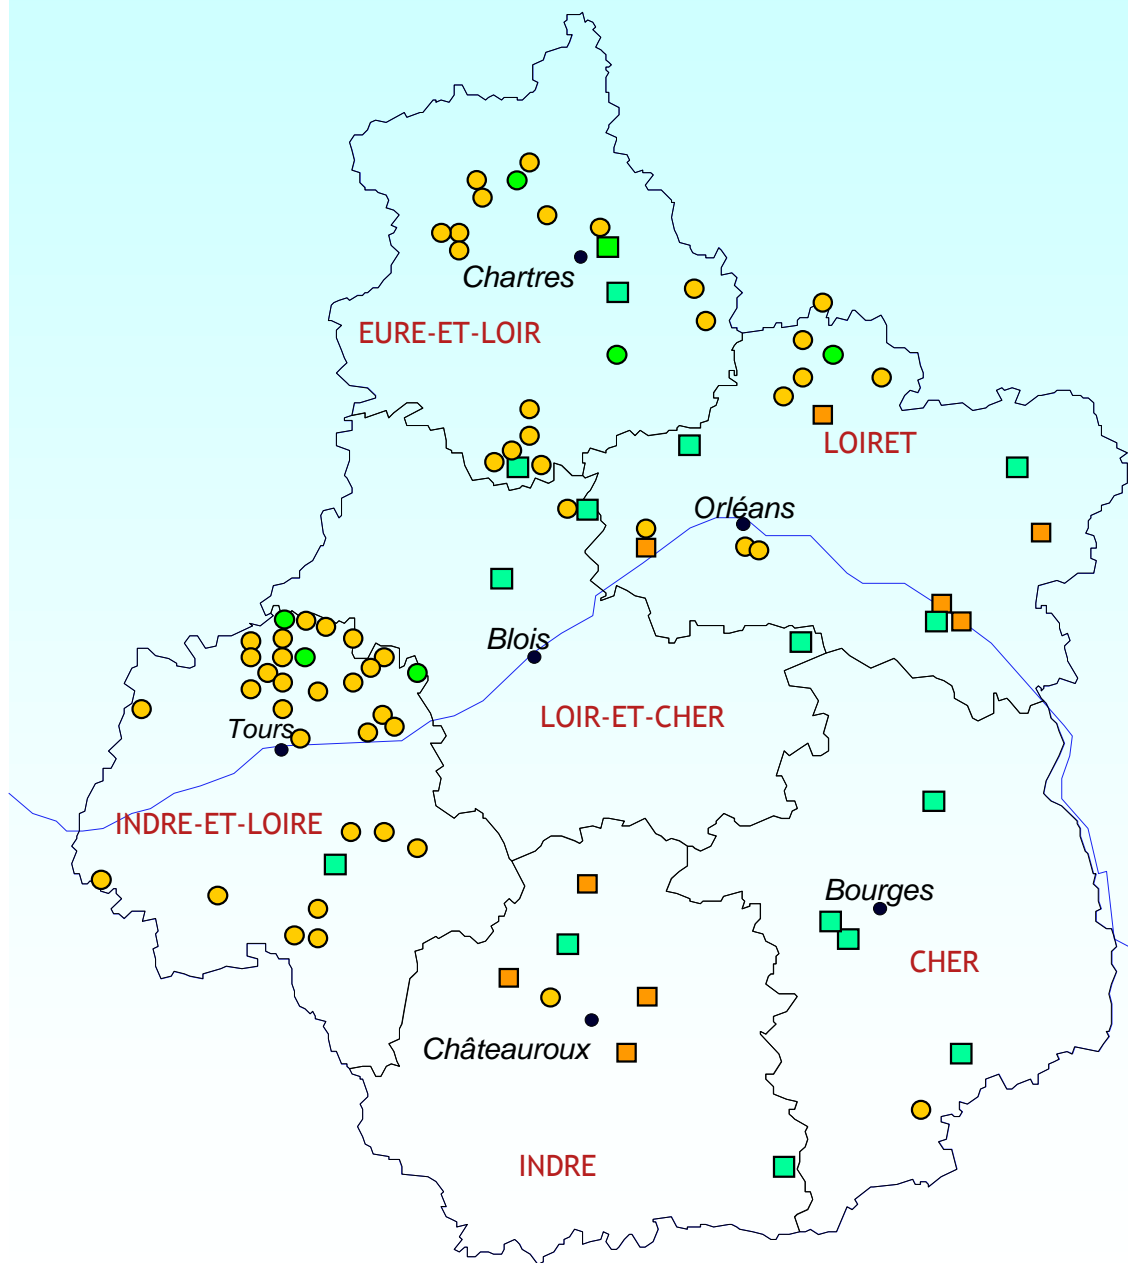 Chartres
EURE-ET-LOIR
LOIRET
Orléans
Blois
LOIR-ET-CHER
Tours
INDRE-ET-LOIRE
Bourges
CHER
Châteauroux
INDRE